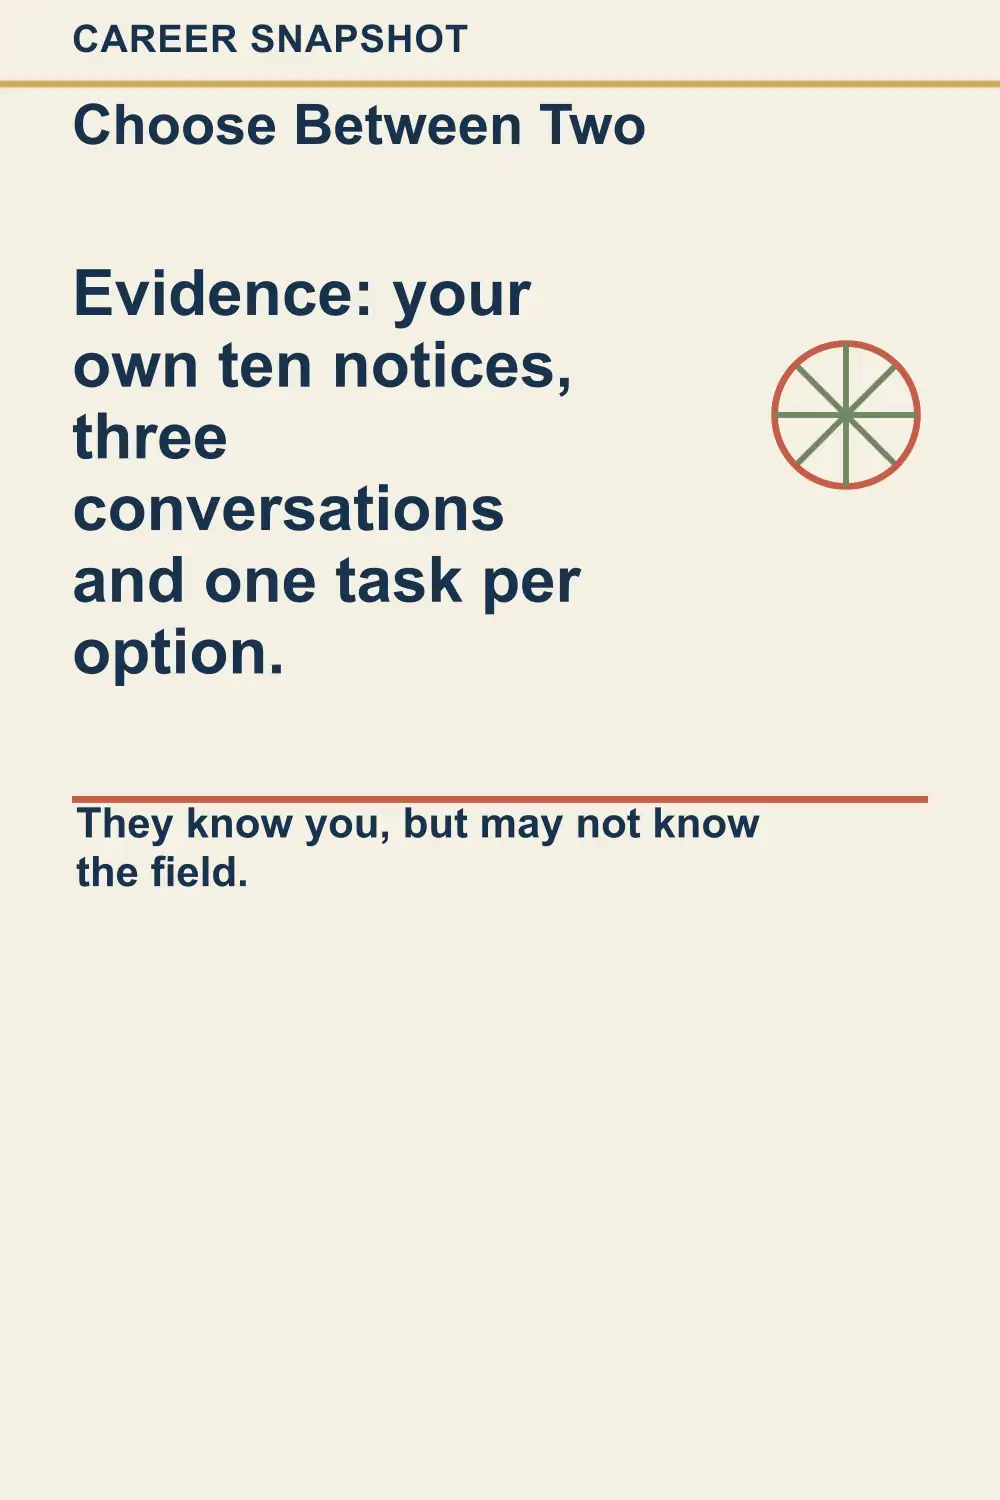 CAREER SNAPSHOT
Choose Between Two
Evidence: your
own ten notices,
three
conversations
and one task per
option.
They know you, but may not know
the field.